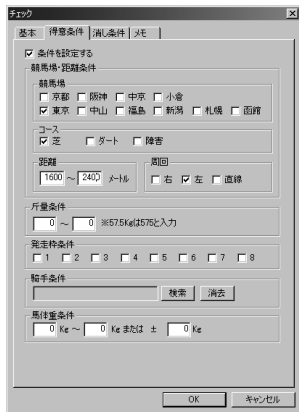 チェック
基本 得意条件 消し条件 メモ
条件を設定する
競馬場・距離条件
競馬場
京都 阪神 中京 小倉
東京 中山 福島 新潟 札幌 函館
コース
芝 ダート 障害
距離 周回
1600 ～ 2400 メートル 右 左 直線
斤量条件
0 ～ 0 ※57.5Kgは575と入力
発走枠条件
1 2 3 4 5 6 7 8
騎手条件
検索 消去
馬体重条件
0 Kg ～ 0 Kg または ± 0 Kg
OK キャンセル